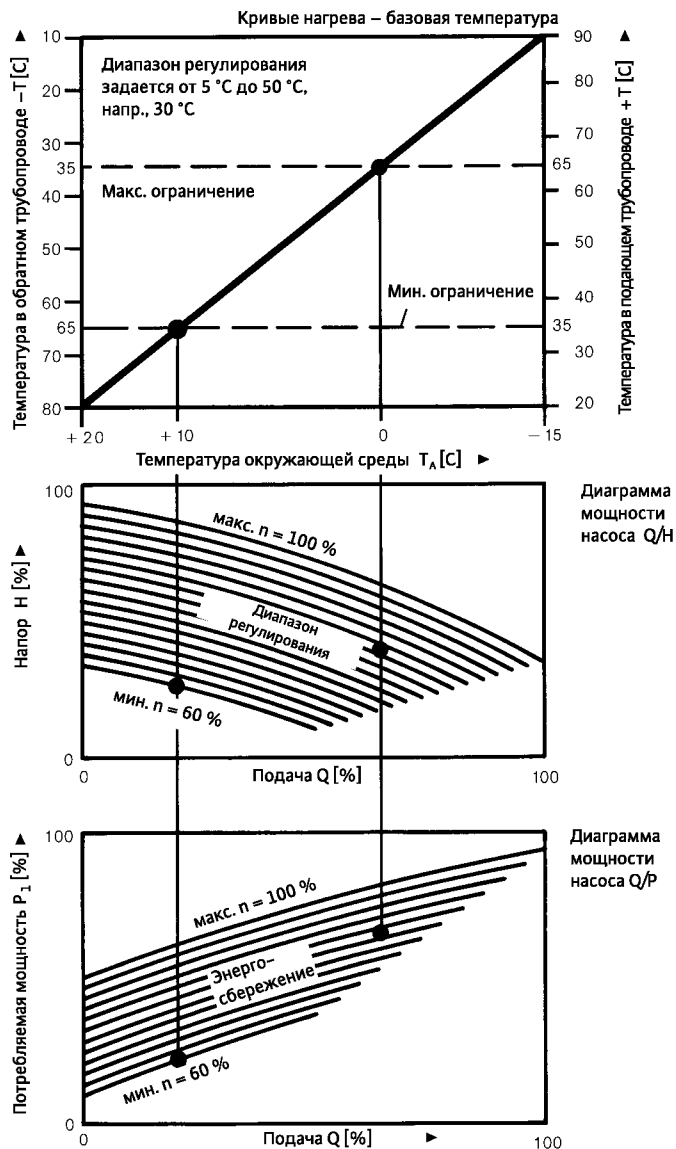 Кривые нагрева – базовая температура
Температура в обратном трубопроводе –T [C]
10
20
30
35
40
50
60
65
70
80
Диапазон регулирования
задается от 5 °C до 50 °C,
напр., 30 °C
Макс. ограничение
Мин. ограничение
90
80
70
65
60
50
40
35
30
20
Температура в подающем трубопроводе +T [C]
+20
+10
0
–15
Температура окружающей среды TA [C]
Диаграмма
мощности
насоса Q/H
Напор H [%]
100
0
макс. n = 100 %
Диапазон
регулирования
мин. n = 60 %
0
Подача Q [%]
100
Диаграмма
мощности
насоса Q/P
Потребляемая мощность P1 [%]
100
0
макс. n = 100 %
Энерго–
сбережение
мин. n = 60 %
0
Подача Q [%]
100